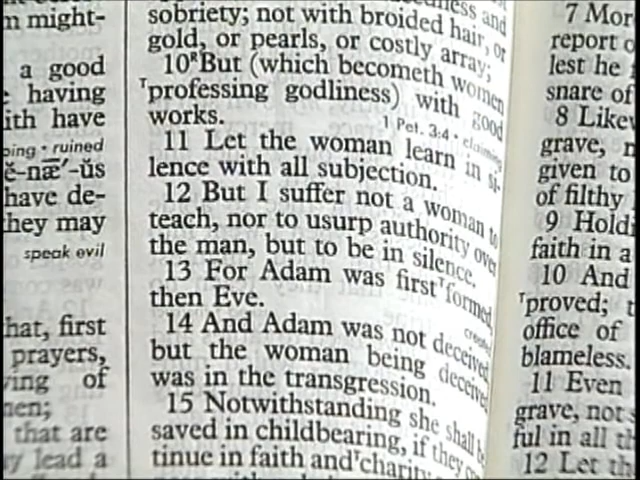 m might-
a good
having
ith have
ping • ruined
ĕ-næ′-ŭs
have de-
they may
speak evil
hat, first
prayers,
ving of
men;
that are
y lead a
sobriety; not with broided hair, or
gold, or pearls, or costly array;
10 But (which becometh women
professing godliness) with good
works.
1 Pet. 3:4 • claiming
11 Let the woman learn in si-
lence with all subjection.
12 But I suffer not a woman to
teach, nor to usurp authority over
the man, but to be in silence.
13 For Adam was first formed,
then Eve.
created
14 And Adam was not deceived,
but the woman being deceived
was in the transgression.
15 Notwithstanding she shall b
saved in childbearing, if they co
tinue in faith and charity
7 Mor
report o
lest he
snare of
8 Likew
grave, n
given to
of filthy
9 Holdi
faith in a
10 And
proved; t
office of
blameless.
11 Even
grave, not s
ful in all th
12 Let th